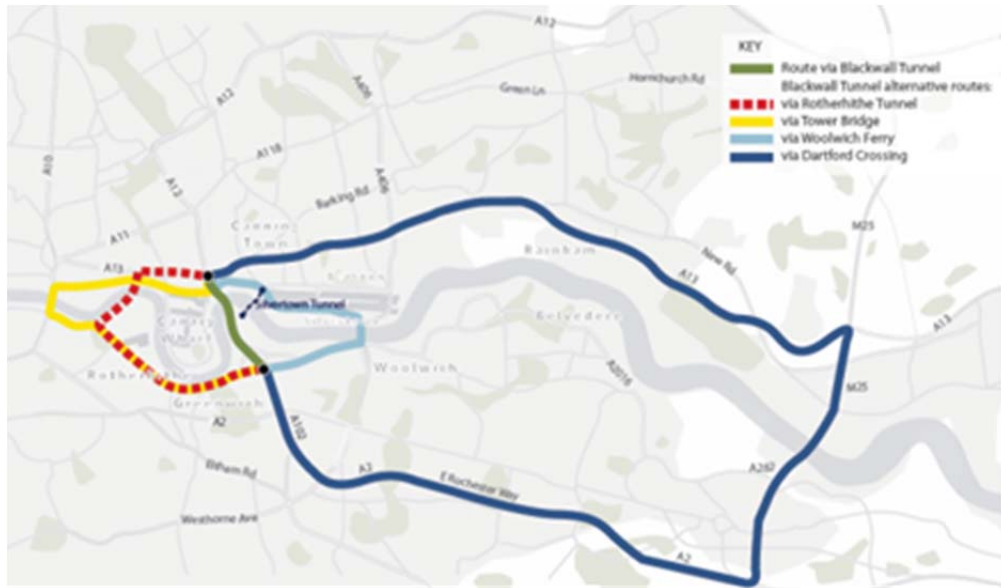 A12
KEY
Route via Blackwall Tunnel
Blackwall Tunnel alternative routes:
via Rotherhithe Tunnel
via Tower Bridge
via Woolwich Ferry
via Dartford Crossing
A406
Green Ln
Hornchurch Rd
A12
A118
A10
A12
A406
Barking Rd
M25
A11
Canning
Town
Rainham
New Rd
A13
A13
A13
Silvertown Tunnel
Canary
Wharf
Belvedere
Rotherhithe
Woolwich
A2016
M25
Greenwich
A2
A102
Eltham Rd
A2
A282
E Rochester Way
Westhorne Ave
A2